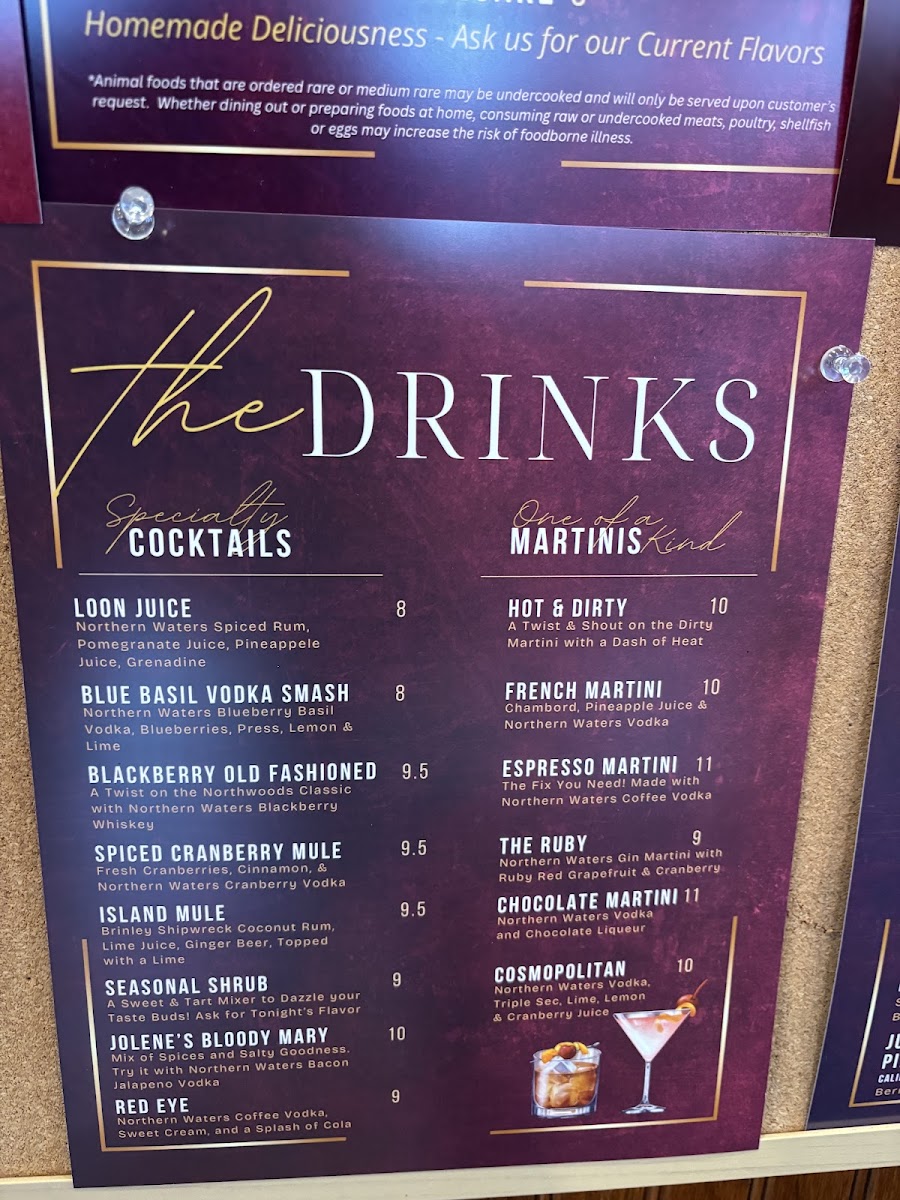 Homemade Deliciousness - Ask us for our Current Flavors
*Animal foods that are ordered rare or medium rare may be undercooked and will only be served upon customer's
request. Whether dining out or preparing foods at home, consuming raw or undercooked meats, poultry, shellfish
or eggs may increase the risk of foodborne illness.
the DRINKS
Specialty
COCKTAILS
LOON JUICE 8
Northern Waters Spiced Rum,
Pomegranate Juice, Pineappele
Juice, Grenadine
BLUE BASIL VODKA SMASH 8
Northern Waters Blueberry Basil
Vodka, Blueberries, Press, Lemon &
Lime
BLACKBERRY OLD FASHIONED 9.5
A Twist on the Northwoods Classic
with Northern Waters Blackberry
Whiskey
SPICED CRANBERRY MULE 9.5
Fresh Cranberries, Cinnamon, &
Northern Waters Cranberry Vodka
ISLAND MULE 9.5
Brinley Shipwreck Coconut Rum,
Lime Juice, Ginger Beer, Topped
with a Lime
SEASONAL SHRUB 9
A Sweet & Tart Mixer to Dazzle your
Taste Buds! Ask for Tonight's Flavor
JOLENE'S BLOODY MARY 10
Mix of Spices and Salty Goodness.
Try it with Northern Waters Bacon
Jalapeno Vodka
RED EYE 9
Northern Waters Coffee Vodka,
Sweet Cream, and a Splash of Cola
One of a
MARTINIS Kind
HOT & DIRTY 10
A Twist & Shout on the Dirty
Martini with a Dash of Heat
FRENCH MARTINI 10
Chambord, Pineapple Juice &
Northern Waters Vodka
ESPRESSO MARTINI 11
The Fix You Need! Made with
Northern Waters Coffee Vodka
THE RUBY 9
Northern Waters Gin Martini with
Ruby Red Grapefruit & Cranberry
CHOCOLATE MARTINI 11
Northern Waters Vodka
and Chocolate Liqueur
COSMOPOLITAN 10
Northern Waters Vodka,
Triple Sec, Lime, Lemon
& Cranberry Juice